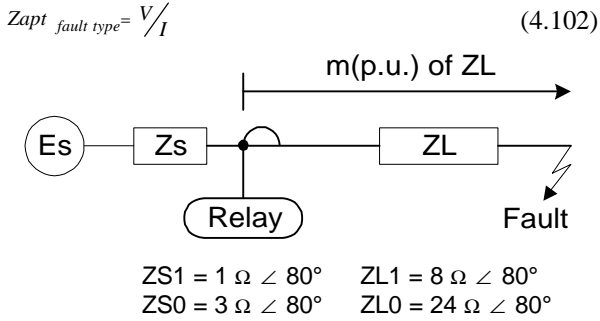 Zapt fault type= V/I (4.102)
m(p.u.) of ZL
Es Zs ZL
Relay Fault
ZS1 = 1 Ω ∠ 80° ZL1 = 8 Ω ∠ 80°
ZS0 = 3 Ω ∠ 80° ZL0 = 24 Ω ∠ 80°